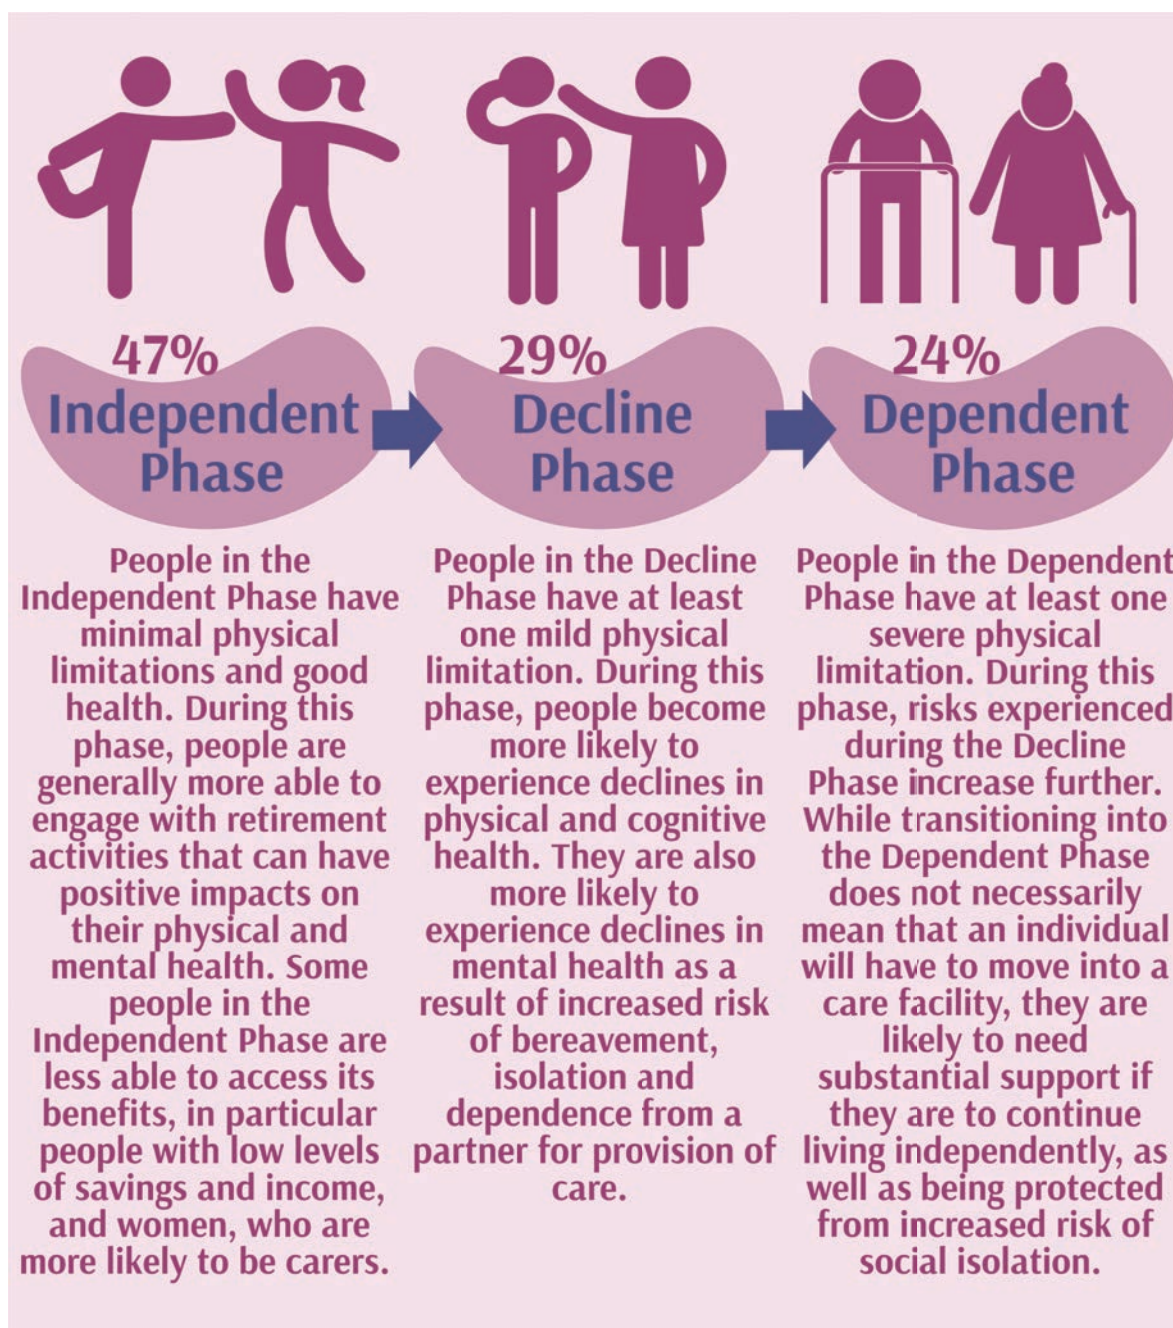 47%
Independent
Phase
People in the
Independent Phase have
minimal physical
limitations and good
health. During this
phase, people are
generally more able to
engage with retirement
activities that can have
positive impacts on
their physical and
mental health. Some
people in the
Independent Phase are
less able to access its
benefits, in particular
people with low levels
of savings and income,
and women, who are
more likely to be carers.
29%
Decline
Phase
People in the Decline
Phase have at least
one mild physical
limitation. During this
phase, people become
more likely to
experience declines in
physical and cognitive
health. They are also
more likely to
experience declines in
mental health as a
result of increased risk
of bereavement,
isolation and
dependence from a
partner for provision of
care.
24%
Dependent
Phase
People in the Dependent
Phase have at least one
severe physical
limitation. During this
phase, risks experienced
during the Decline
Phase increase further.
While transitioning into
the Dependent Phase
does not necessarily
mean that an individual
will have to move into a
care facility, they are
likely to need
substantial support if
they are to continue
living independently, as
well as being protected
from increased risk of
social isolation.